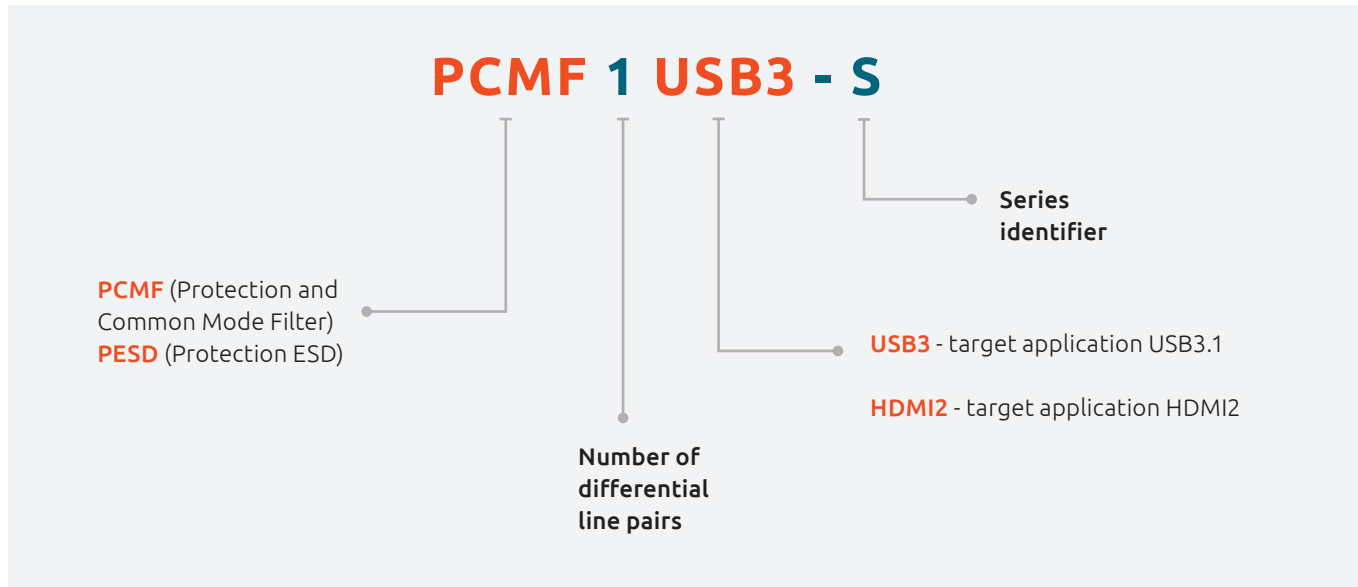 PCMF 1 USB3 - S
Series
identifier
PCMF (Protection and
Common Mode Filter)
PESD (Protection ESD)
USB3 - target application USB3.1
HDMI2 - target application HDMI2
Number of
differential
line pairs